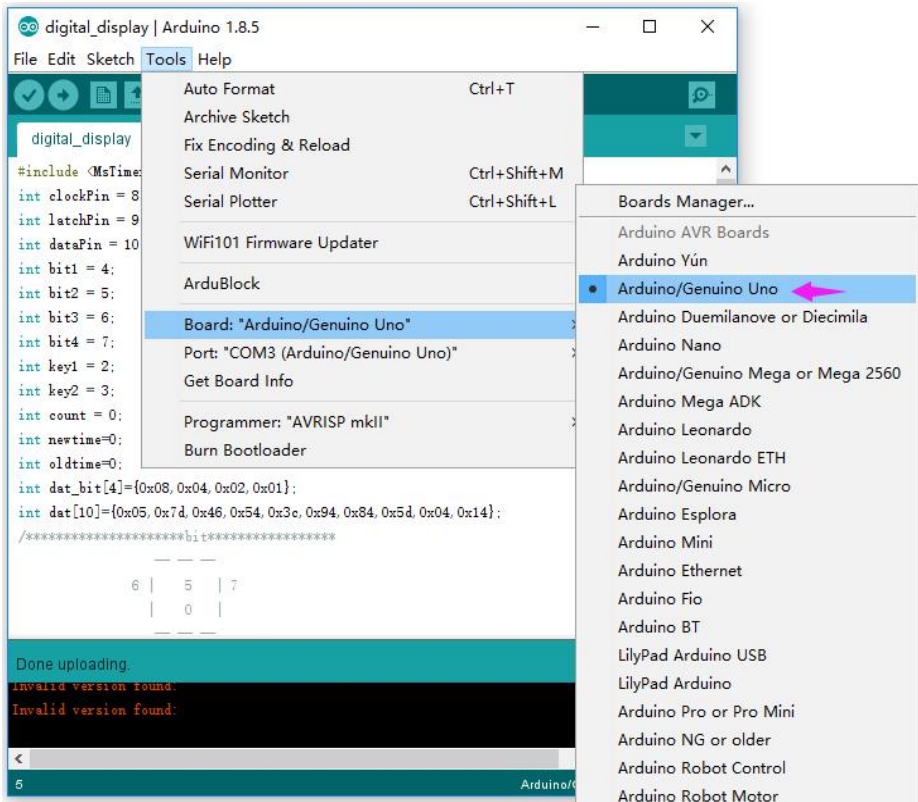 digital_display | Arduino 1.8.5
File Edit Sketch Tools Help
digital_display
#include <MsTime
int clockPin = 8
int latchPin = 9
int dataPin = 10
int bit1 = 4;
int bit2 = 5;
int bit3 = 6;
int bit4 = 7;
int key1 = 2;
int key2 = 3;
int count = 0;
int newtime=0;
int oldtime=0;
int dat_bit[4]={0x08,0x04,0x02,0x01};
int dat[10]={0x05,0x7d,0x46,0x54,0x3c,0x94,0x84,0x5d,0x04,0x14};
/*********************bit*****************
__ __ __
6 | 5 | 7
| 0 |
__ __ __
Auto Format Ctrl+T
Archive Sketch
Fix Encoding & Reload
Serial Monitor Ctrl+Shift+M
Serial Plotter Ctrl+Shift+L
WiFi101 Firmware Updater
ArduBlock
Board: "Arduino/Genuino Uno"
Port: "COM3 (Arduino/Genuino Uno)"
Get Board Info
Programmer: "AVRISP mkII"
Burn Bootloader
Boards Manager...
Arduino AVR Boards
Arduino Yún
Arduino/Genuino Uno
Arduino Duemilanove or Diecimila
Arduino Nano
Arduino/Genuino Mega or Mega 2560
Arduino Mega ADK
Arduino Leonardo
Arduino Leonardo ETH
Arduino/Genuino Micro
Arduino Esplora
Arduino Mini
Arduino Ethernet
Arduino Fio
Arduino BT
LilyPad Arduino USB
LilyPad Arduino
Arduino Pro or Pro Mini
Arduino NG or older
Arduino Robot Control
Arduino Robot Motor
Done uploading.
Invalid version found:
Invalid version found:
5 Arduino/